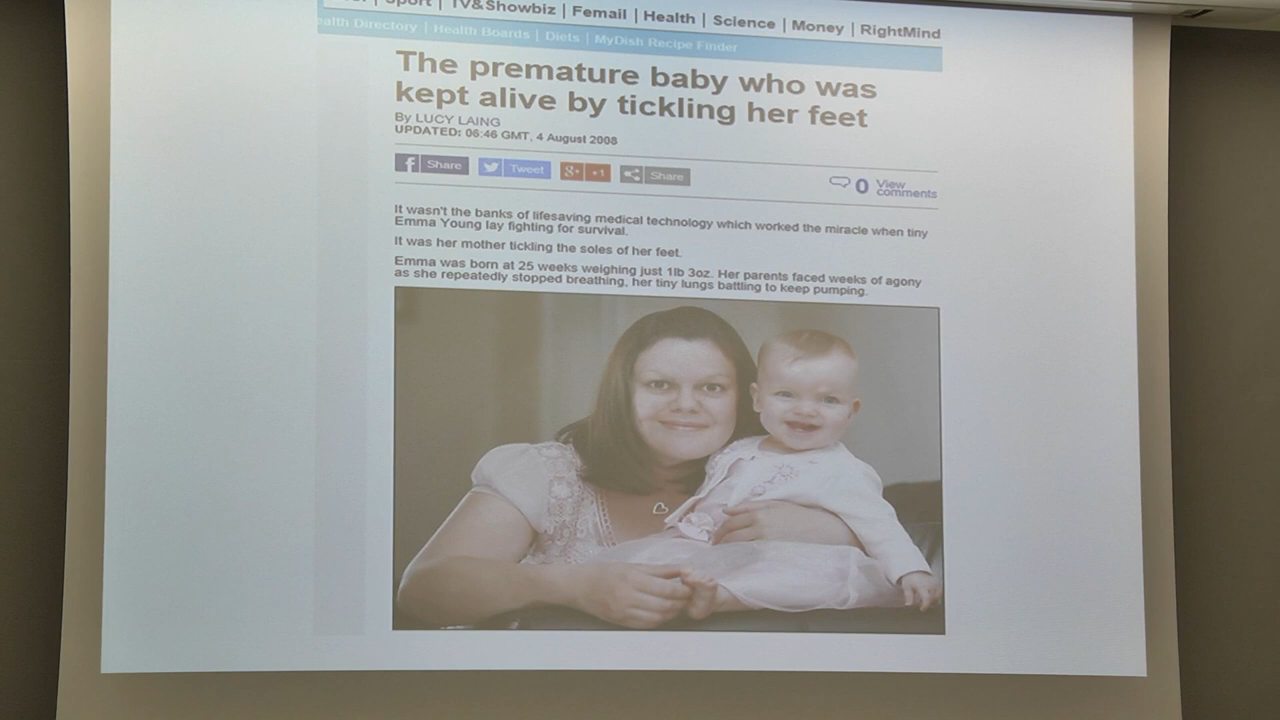 Sport | TV&Showbiz | Femail | Health | Science | Money | RightMind
Directory | Health Boards | Diets | MyDish Recipe Finder
The premature baby who was
kept alive by tickling her feet
By LUCY LAING
UPDATED: 06:46 GMT, 4 August 2008
f Share Tweet g+ +1 Share 0 View comments
It wasn't the banks of lifesaving medical technology which worked the miracle when tiny
Emma Young lay fighting for survival.
It was her mother tickling the soles of her feet.
Emma was born at 25 weeks weighing just 1lb 3oz. Her parents faced weeks of agony
as she repeatedly stopped breathing, her tiny lungs battling to keep pumping.